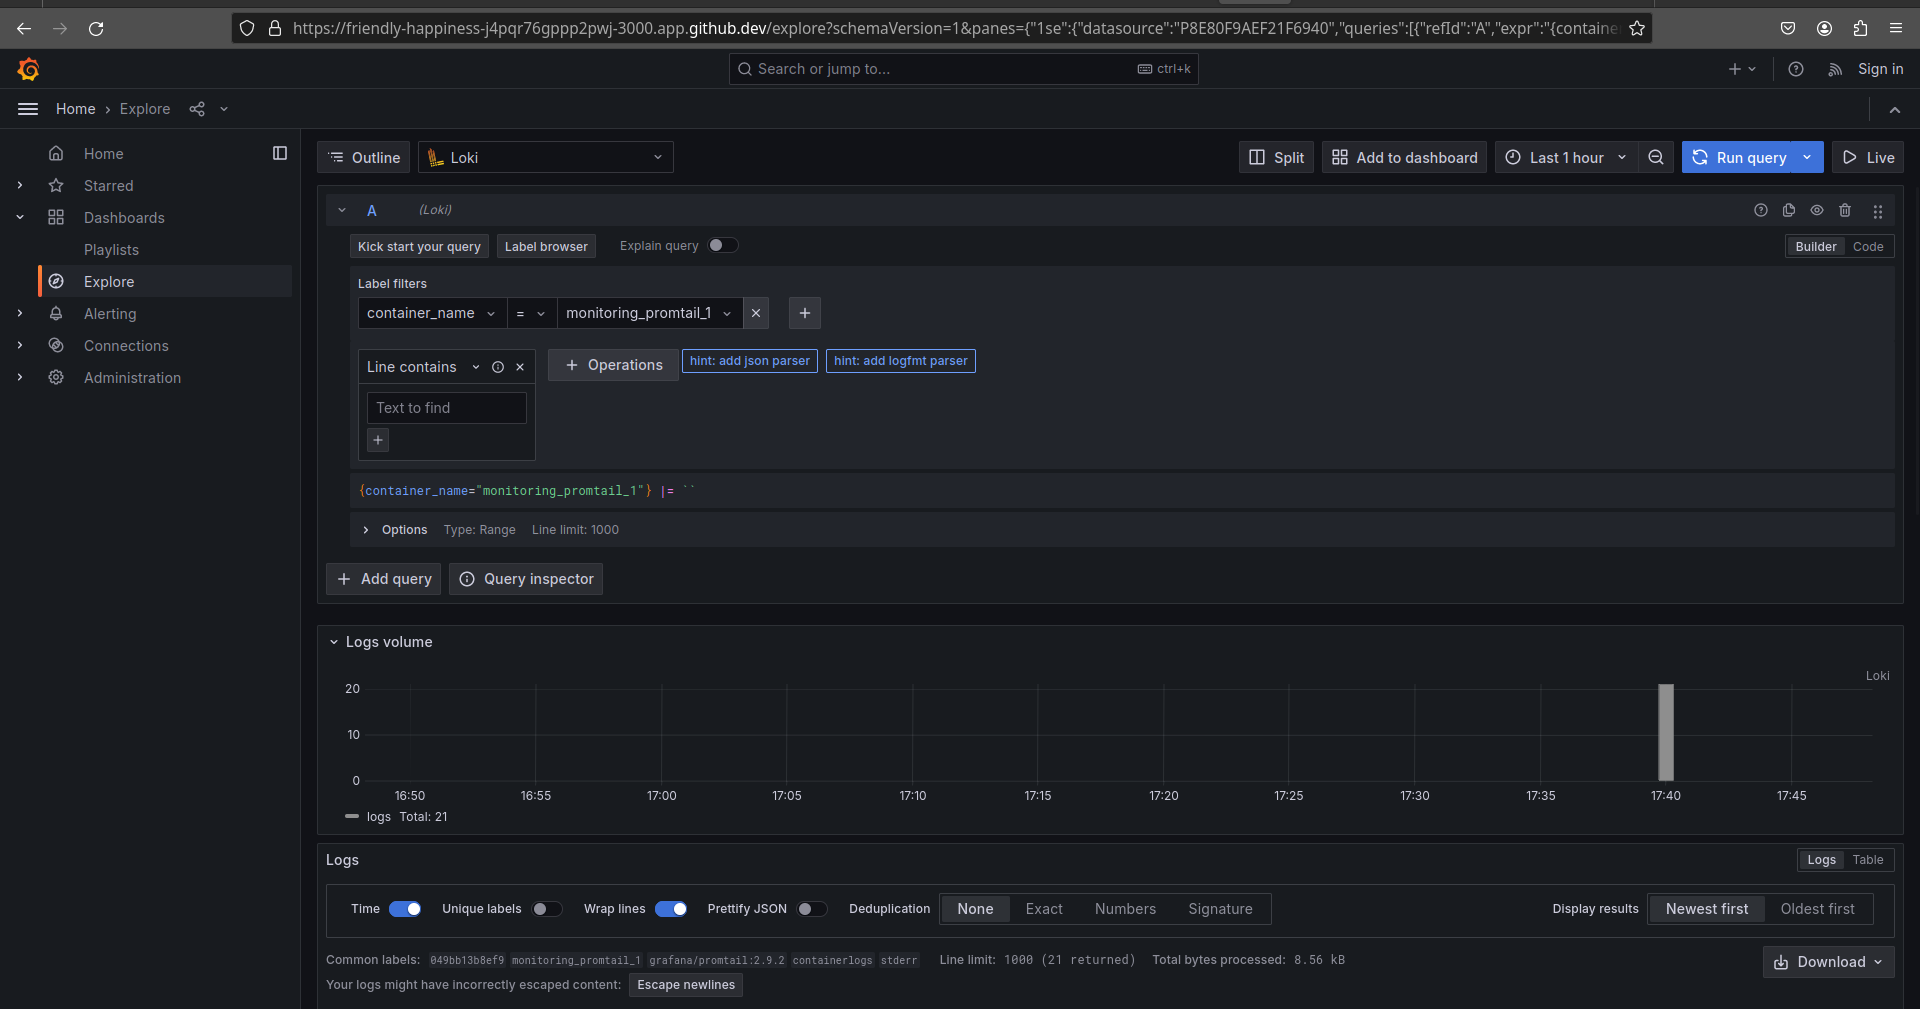 https://friendly-happiness-j4pqr76gppp2pwj-3000.app.github.dev/explore?schemaVersion=1&panes={"1se":{"datasource":"P8E80F9AEF21F6940","queries":[{"refId":"A","expr":"{containe
Search or jump to... ctrl+k
Sign in
Home › Explore
Home
Starred
Dashboards
Playlists
Explore
Alerting
Connections
Administration
Outline Loki Split Add to dashboard Last 1 hour Run query Live
A (Loki)
Kick start your query Label browser Explain query Builder Code
Label filters
container_name = monitoring_promtail_1
Line contains Operations hint: add json parser hint: add logfmt parser
Text to find
{container_name="monitoring_promtail_1"} |= ``
Options Type: Range Line limit: 1000
Add query Query inspector
Logs volume
Loki
20
10
0
16:50 16:55 17:00 17:05 17:10 17:15 17:20 17:25 17:30 17:35 17:40 17:45
logs Total: 21
Logs Logs Table
Time Unique labels Wrap lines Prettify JSON Deduplication None Exact Numbers Signature Display results Newest first Oldest first
Common labels: 049bb13b8ef9 monitoring_promtail_1 grafana/promtail:2.9.2 containerlogs stderr Line limit: 1000 (21 returned) Total bytes processed: 8.56 kB
Download
Your logs might have incorrectly escaped content: Escape newlines